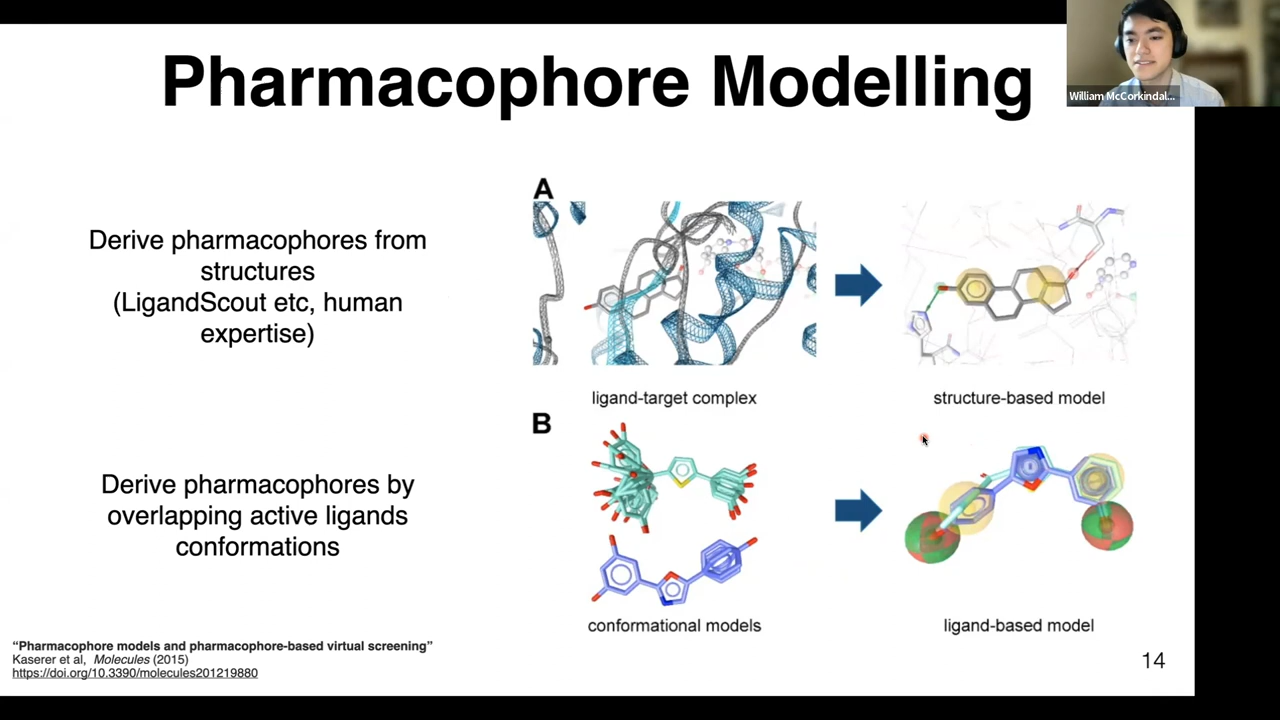 Pharmacophore Modelling
William McCorkindal...
Derive pharmacophores from
structures
(LigandScout etc, human
expertise)
A
ligand-target complex
structure-based model
B
Derive pharmacophores by
overlapping active ligands
conformations
conformational models
ligand-based model
“Pharmacophore models and pharmacophore-based virtual screening”
Kaserer et al, Molecules (2015)
https://doi.org/10.3390/molecules201219880
14